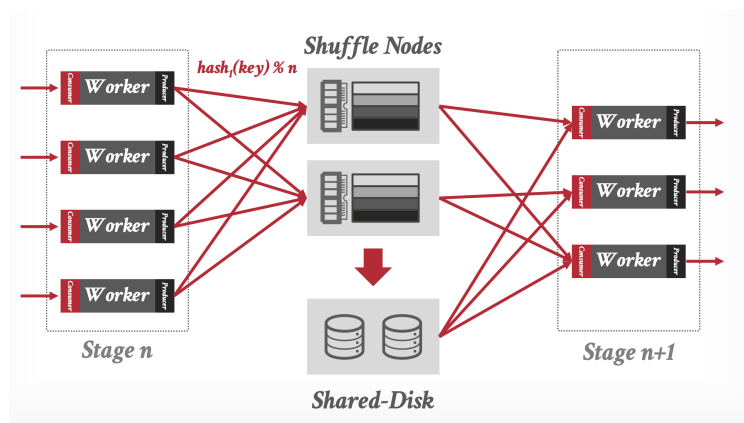 Shuffle Nodes
hash₁(key) % n
Consumer Worker Producer
Consumer Worker Producer
Consumer Worker Producer
Consumer Worker Producer
Stage n
Consumer Worker Producer
Consumer Worker Producer
Consumer Worker Producer
Stage n+1
Shared-Disk